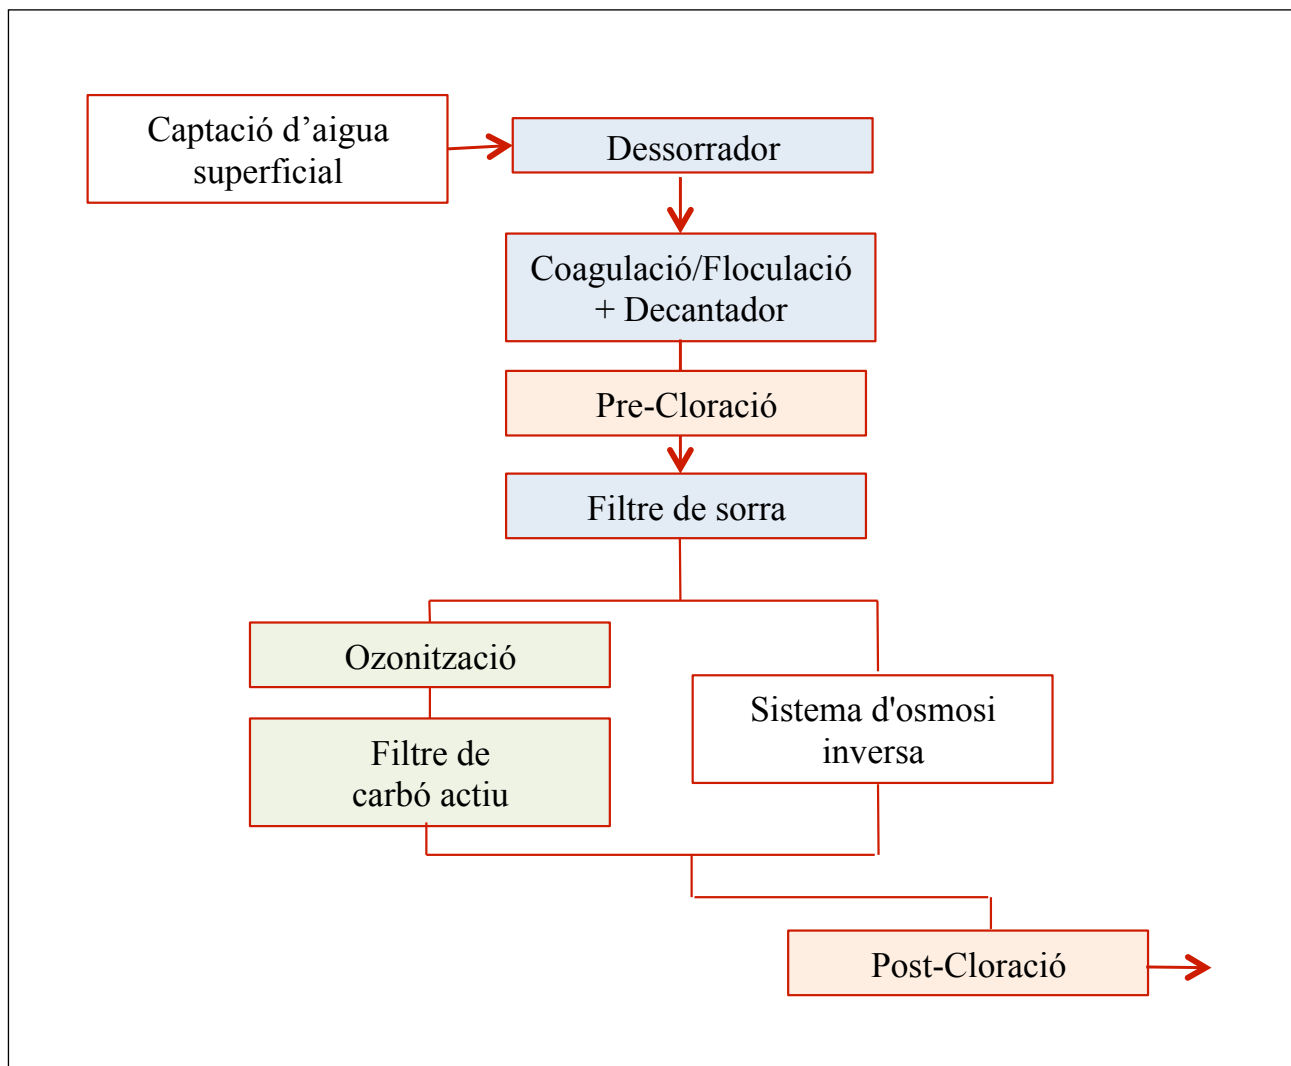 Captació d’aigua
superficial
Dessorrador
Coagulació/Floculació
+ Decantador
Pre-Cloració
Filtre de sorra
Ozonització
Filtre de
carbó actiu
Sistema d'osmosi
inversa
Post-Cloració